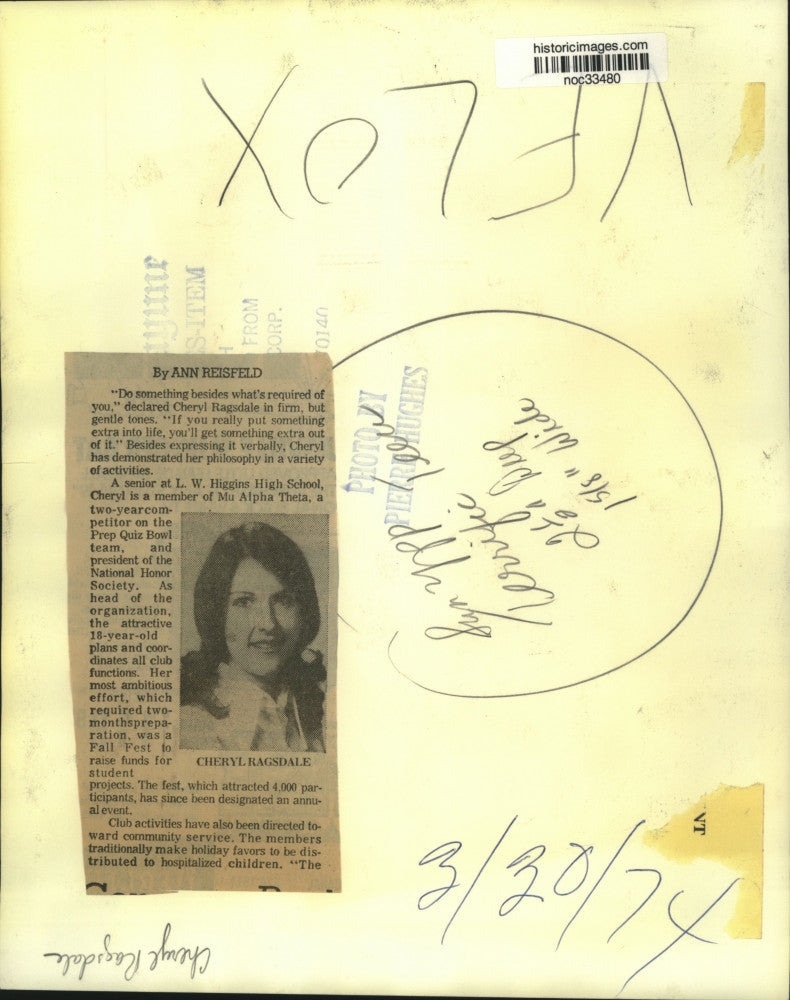 historicimages.com
noc33480
S-ITEM
FROM
CORP.
70140
PHOTO BY
PIERRE HUGHES
1 5/8" Wide
By ANN REISFELD
"Do something besides what's required of
you," declared Cheryl Ragsdale in firm, but
gentle tones. "If you really put something
extra into life, you'll get something extra out
of it." Besides expressing it verbally, Cheryl
has demonstrated her philosophy in a variety
of activities.
A senior at L. W. Higgins High School,
Cheryl is a member of Mu Alpha Theta, a
two-yearcom-
petitor on the
Prep Quiz Bowl
team, and
president of the
National Honor
Society. As
head of the
organization,
the attractive
18-year-old
plans and coor-
dinates all club
functions. Her
most ambitious
effort, which
required two-
monthsprepa-
ration, was a
Fall Fest to
raise funds for
student
projects. The fest, which attracted 4,000 par-
ticipants, has since been designated an annu-
al event.
Club activities have also been directed to-
ward community service. The members
traditionally make holiday favors to be dis-
tributed to hospitalized children. "The
CHERYL RAGSDALE
3/30/74
Cheryl Ragsdale